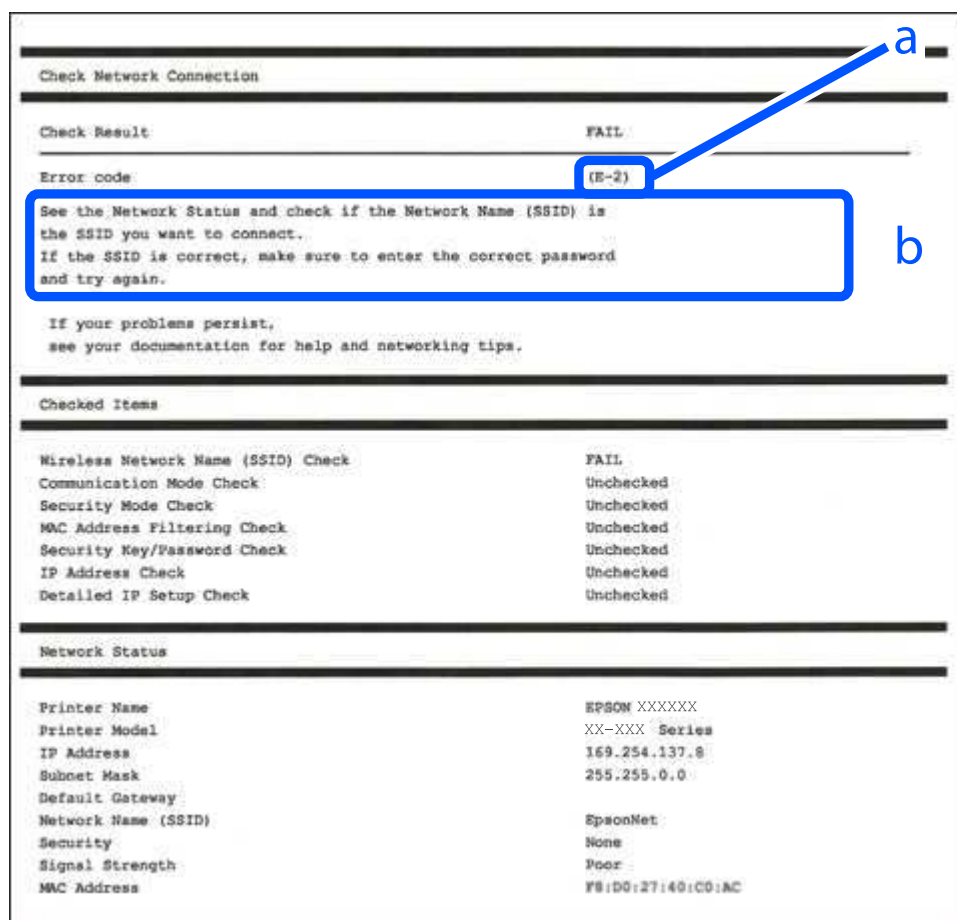 a
Check Network Connection
Check Result FAIL
Error code (E-2)
See the Network Status and check if the Network Name (SSID) is
the SSID you want to connect.
If the SSID is correct, make sure to enter the correct password
and try again.
b
If your problems persist,
see your documentation for help and networking tips.
Checked Items
Wireless Network Name (SSID) Check FAIL
Communication Mode Check Unchecked
Security Mode Check Unchecked
MAC Address Filtering Check Unchecked
Security Key/Password Check Unchecked
IP Address Check Unchecked
Detailed IP Setup Check Unchecked
Network Status
Printer Name EPSON XXXXXX
Printer Model XX-XXX Series
IP Address 169.254.137.8
Subnet Mask 255.255.0.0
Default Gateway
Network Name (SSID) EpsonNet
Security None
Signal Strength Poor
MAC Address F8:D0:27:40:C0:AC